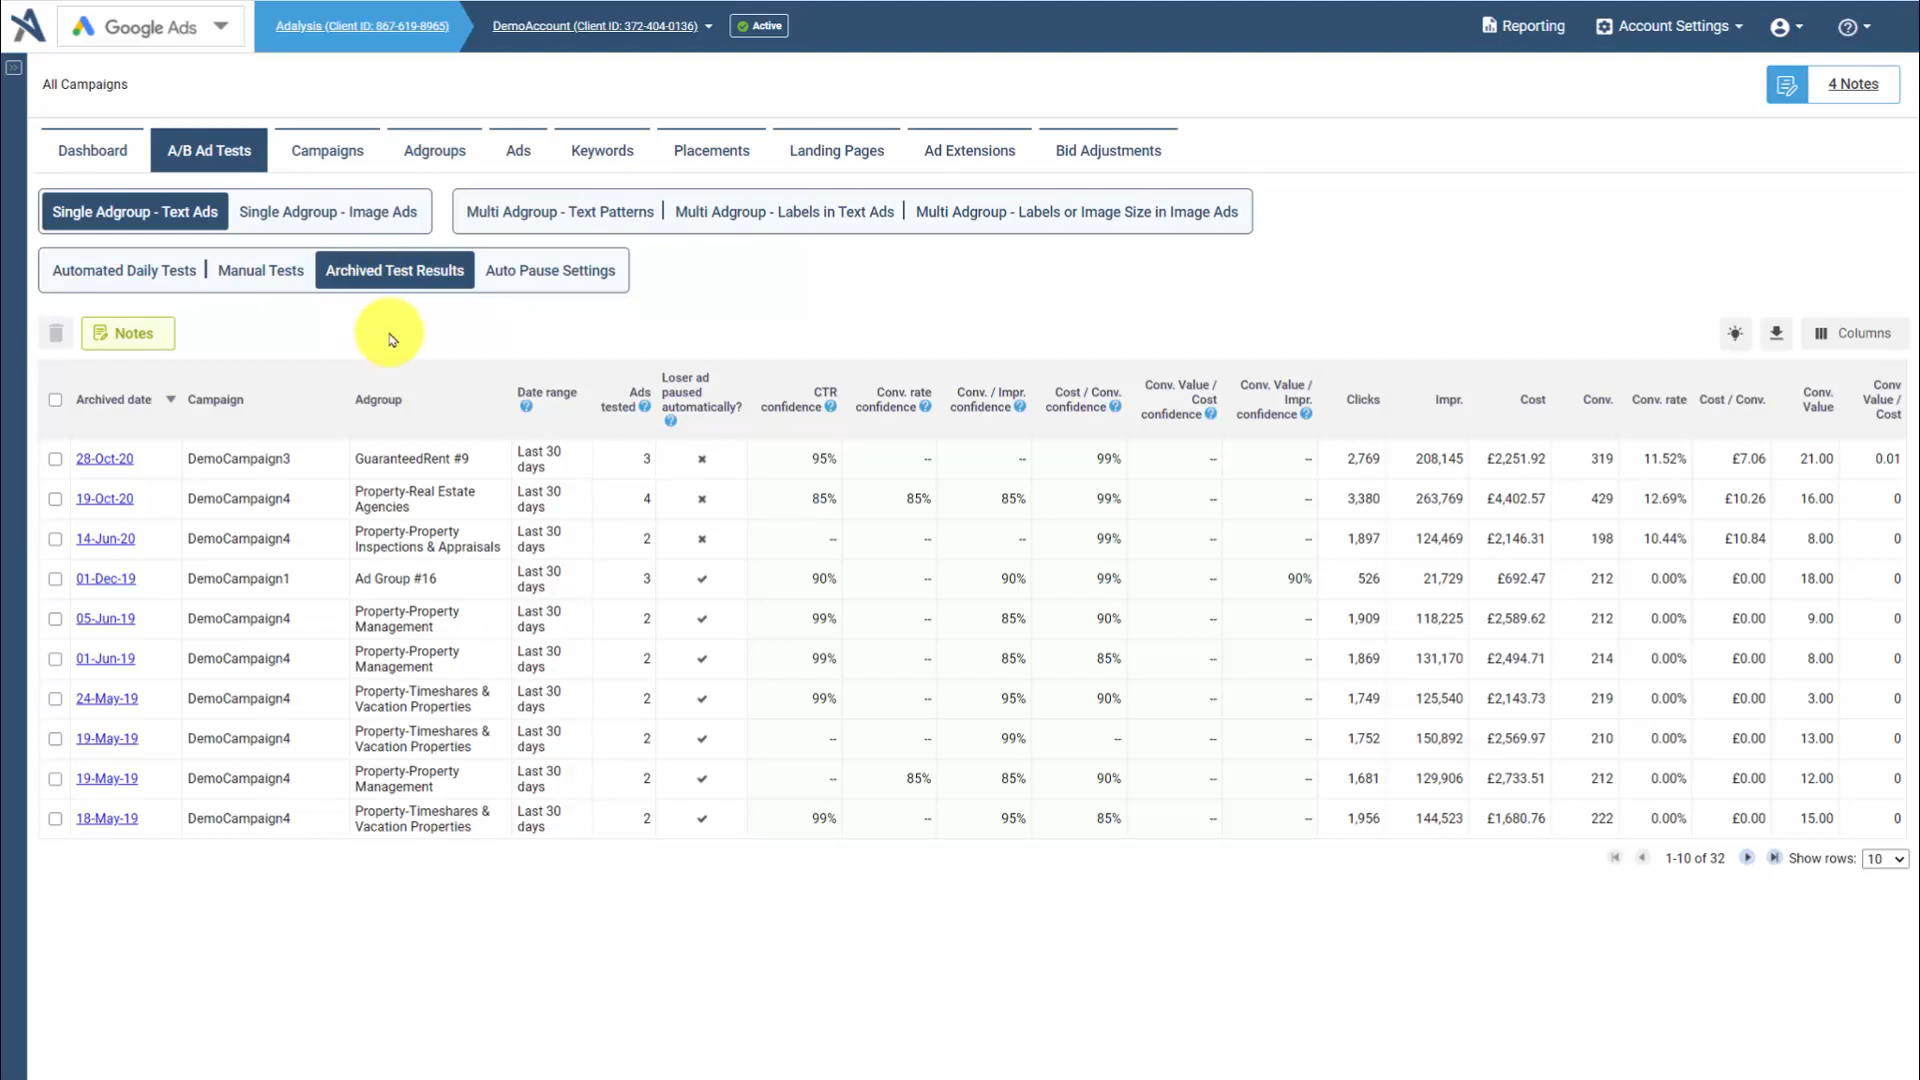 Google Ads
Adalysis (Client ID: 867-619-8965)
DemoAccount (Client ID: 372-404-0136)
Active
Reporting
Account Settings
All Campaigns
4 Notes
Dashboard
A/B Ad Tests
Campaigns
Adgroups
Ads
Keywords
Placements
Landing Pages
Ad Extensions
Bid Adjustments
Single Adgroup - Text Ads
Single Adgroup - Image Ads
Multi Adgroup - Text Patterns
Multi Adgroup - Labels in Text Ads
Multi Adgroup - Labels or Image Size in Image Ads
Automated Daily Tests
Manual Tests
Archived Test Results
Auto Pause Settings
Notes
Columns
Archived date
Campaign
Adgroup
Date range
Ads
tested
Loser ad
paused
automatically?
CTR
confidence
Conv. rate
confidence
Conv. / Impr.
confidence
Cost / Conv.
confidence
Conv. Value /
Cost
confidence
Conv. Value /
Impr.
confidence
Clicks
Impr.
Cost
Conv.
Conv. rate
Cost / Conv.
Conv.
Value
Conv
Value /
Cost
28-Oct-20 DemoCampaign3 GuaranteedRent #9 Last 30 days 3 95% -- -- 99% -- -- 2,769 208,145 £2,251.92 319 11.52% £7.06 21.00 0.01
19-Oct-20 DemoCampaign4 Property-Real Estate Agencies Last 30 days 4 85% 85% 85% 99% -- -- 3,380 263,769 £4,402.57 429 12.69% £10.26 16.00 0
14-Jun-20 DemoCampaign4 Property-Property Inspections & Appraisals Last 30 days 2 -- -- -- 99% -- -- 1,897 124,469 £2,146.31 198 10.44% £10.84 8.00 0
01-Dec-19 DemoCampaign1 Ad Group #16 Last 30 days 3 90% -- 90% 99% -- 90% 526 21,729 £692.47 212 0.00% £0.00 18.00 0
05-Jun-19 DemoCampaign4 Property-Property Management Last 30 days 2 99% -- 85% 90% -- -- 1,909 118,225 £2,589.62 212 0.00% £0.00 9.00 0
01-Jun-19 DemoCampaign4 Property-Property Management Last 30 days 2 99% -- 85% 85% -- -- 1,869 131,170 £2,494.71 214 0.00% £0.00 8.00 0
24-May-19 DemoCampaign4 Property-Timeshares & Vacation Properties Last 30 days 2 99% -- 95% 90% -- -- 1,749 125,540 £2,143.73 219 0.00% £0.00 3.00 0
19-May-19 DemoCampaign4 Property-Timeshares & Vacation Properties Last 30 days 2 -- -- 99% -- -- -- 1,752 150,892 £2,569.97 210 0.00% £0.00 13.00 0
19-May-19 DemoCampaign4 Property-Property Management Last 30 days 2 -- 85% 85% 90% -- -- 1,681 129,906 £2,733.51 212 0.00% £0.00 12.00 0
18-May-19 DemoCampaign4 Property-Timeshares & Vacation Properties Last 30 days 2 99% -- 95% 85% -- -- 1,956 144,523 £1,680.76 222 0.00% £0.00 15.00 0
1-10 of 32
Show rows: 10